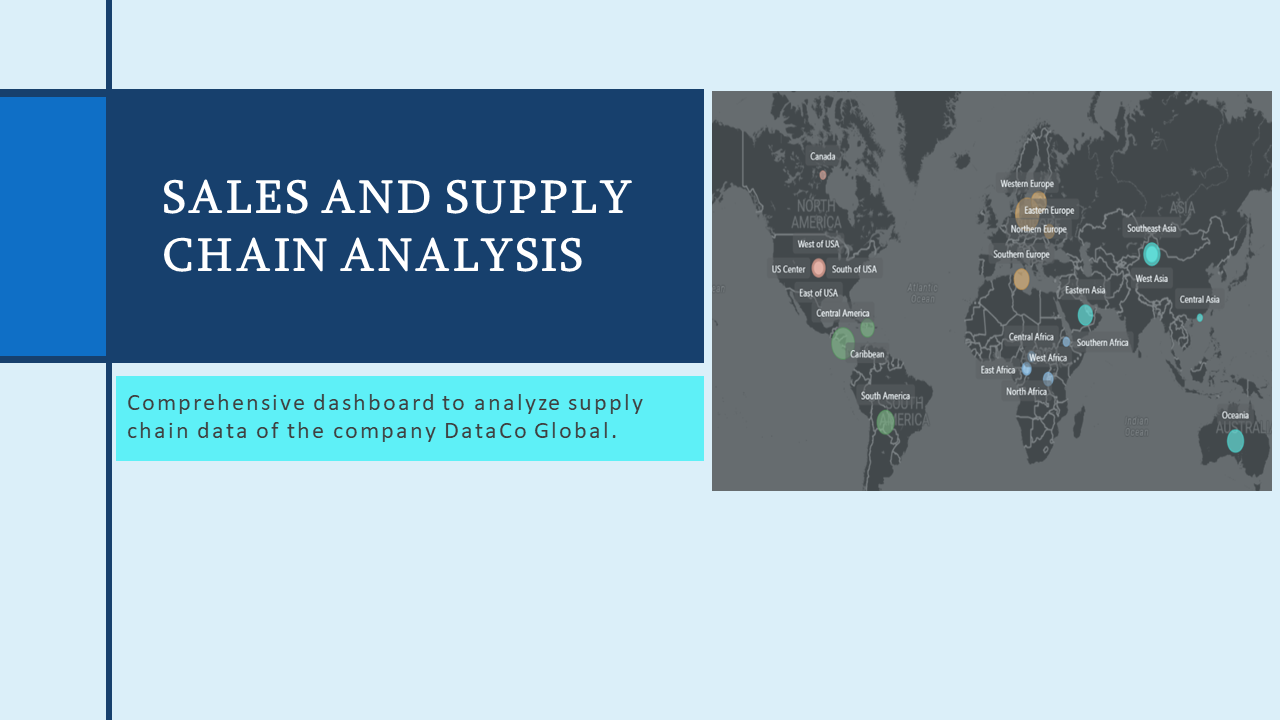 SALES AND SUPPLY
CHAIN ANALYSIS
Comprehensive dashboard to analyze supply
chain data of the company DataCo Global.
Canada
NORTH
AMERICA
West of USA
US Center
South of USA
East of USA
Central America
Caribbean
South America
SOUTH
AMERICA
Atlantic
Ocean
Western Europe
Eastern Europe
Northern Europe
Southern Europe
ASIA
Southeast Asia
West Asia
Eastern Asia
Central Asia
Central Africa
Southern Africa
West Africa
East Africa
North Africa
Indian
Ocean
Oceania
AUSTRAL